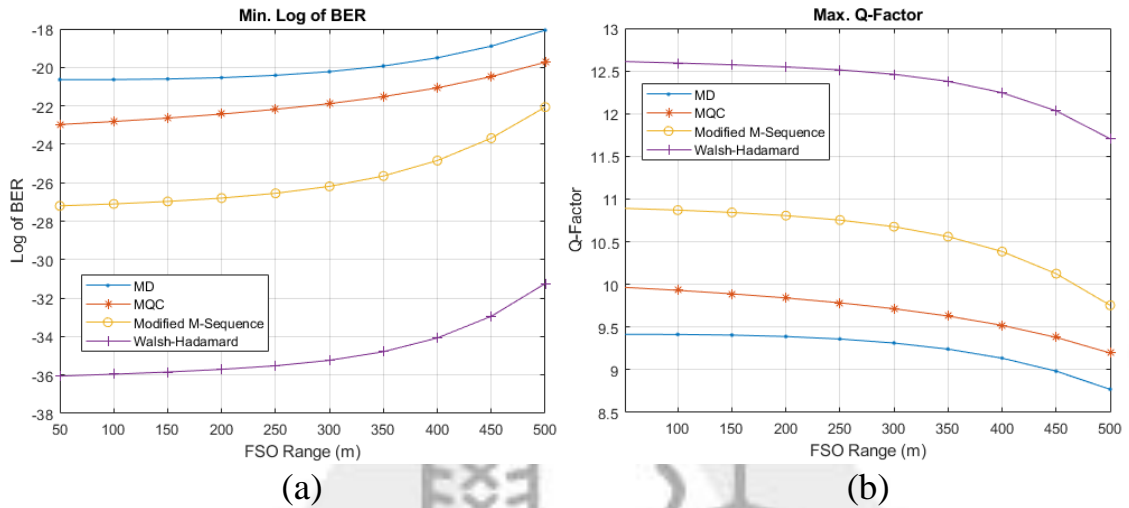 Min. Log of BER
-18
-20
-22
-24
-26
-28
-30
-32
-34
-36
-38
Log of BER
MD
MQC
Modified M-Sequence
Walsh-Hadamard
50 100 150 200 250 300 350 400 450 500
FSO Range (m)
(a)
Max. Q-Factor
13
12.5
12
11.5
11
10.5
10
9.5
9
8.5
Q-Factor
MD
MQC
Modified M-Sequence
Walsh-Hadamard
100 150 200 250 300 350 400 450 500
FSO Range (m)
(b)